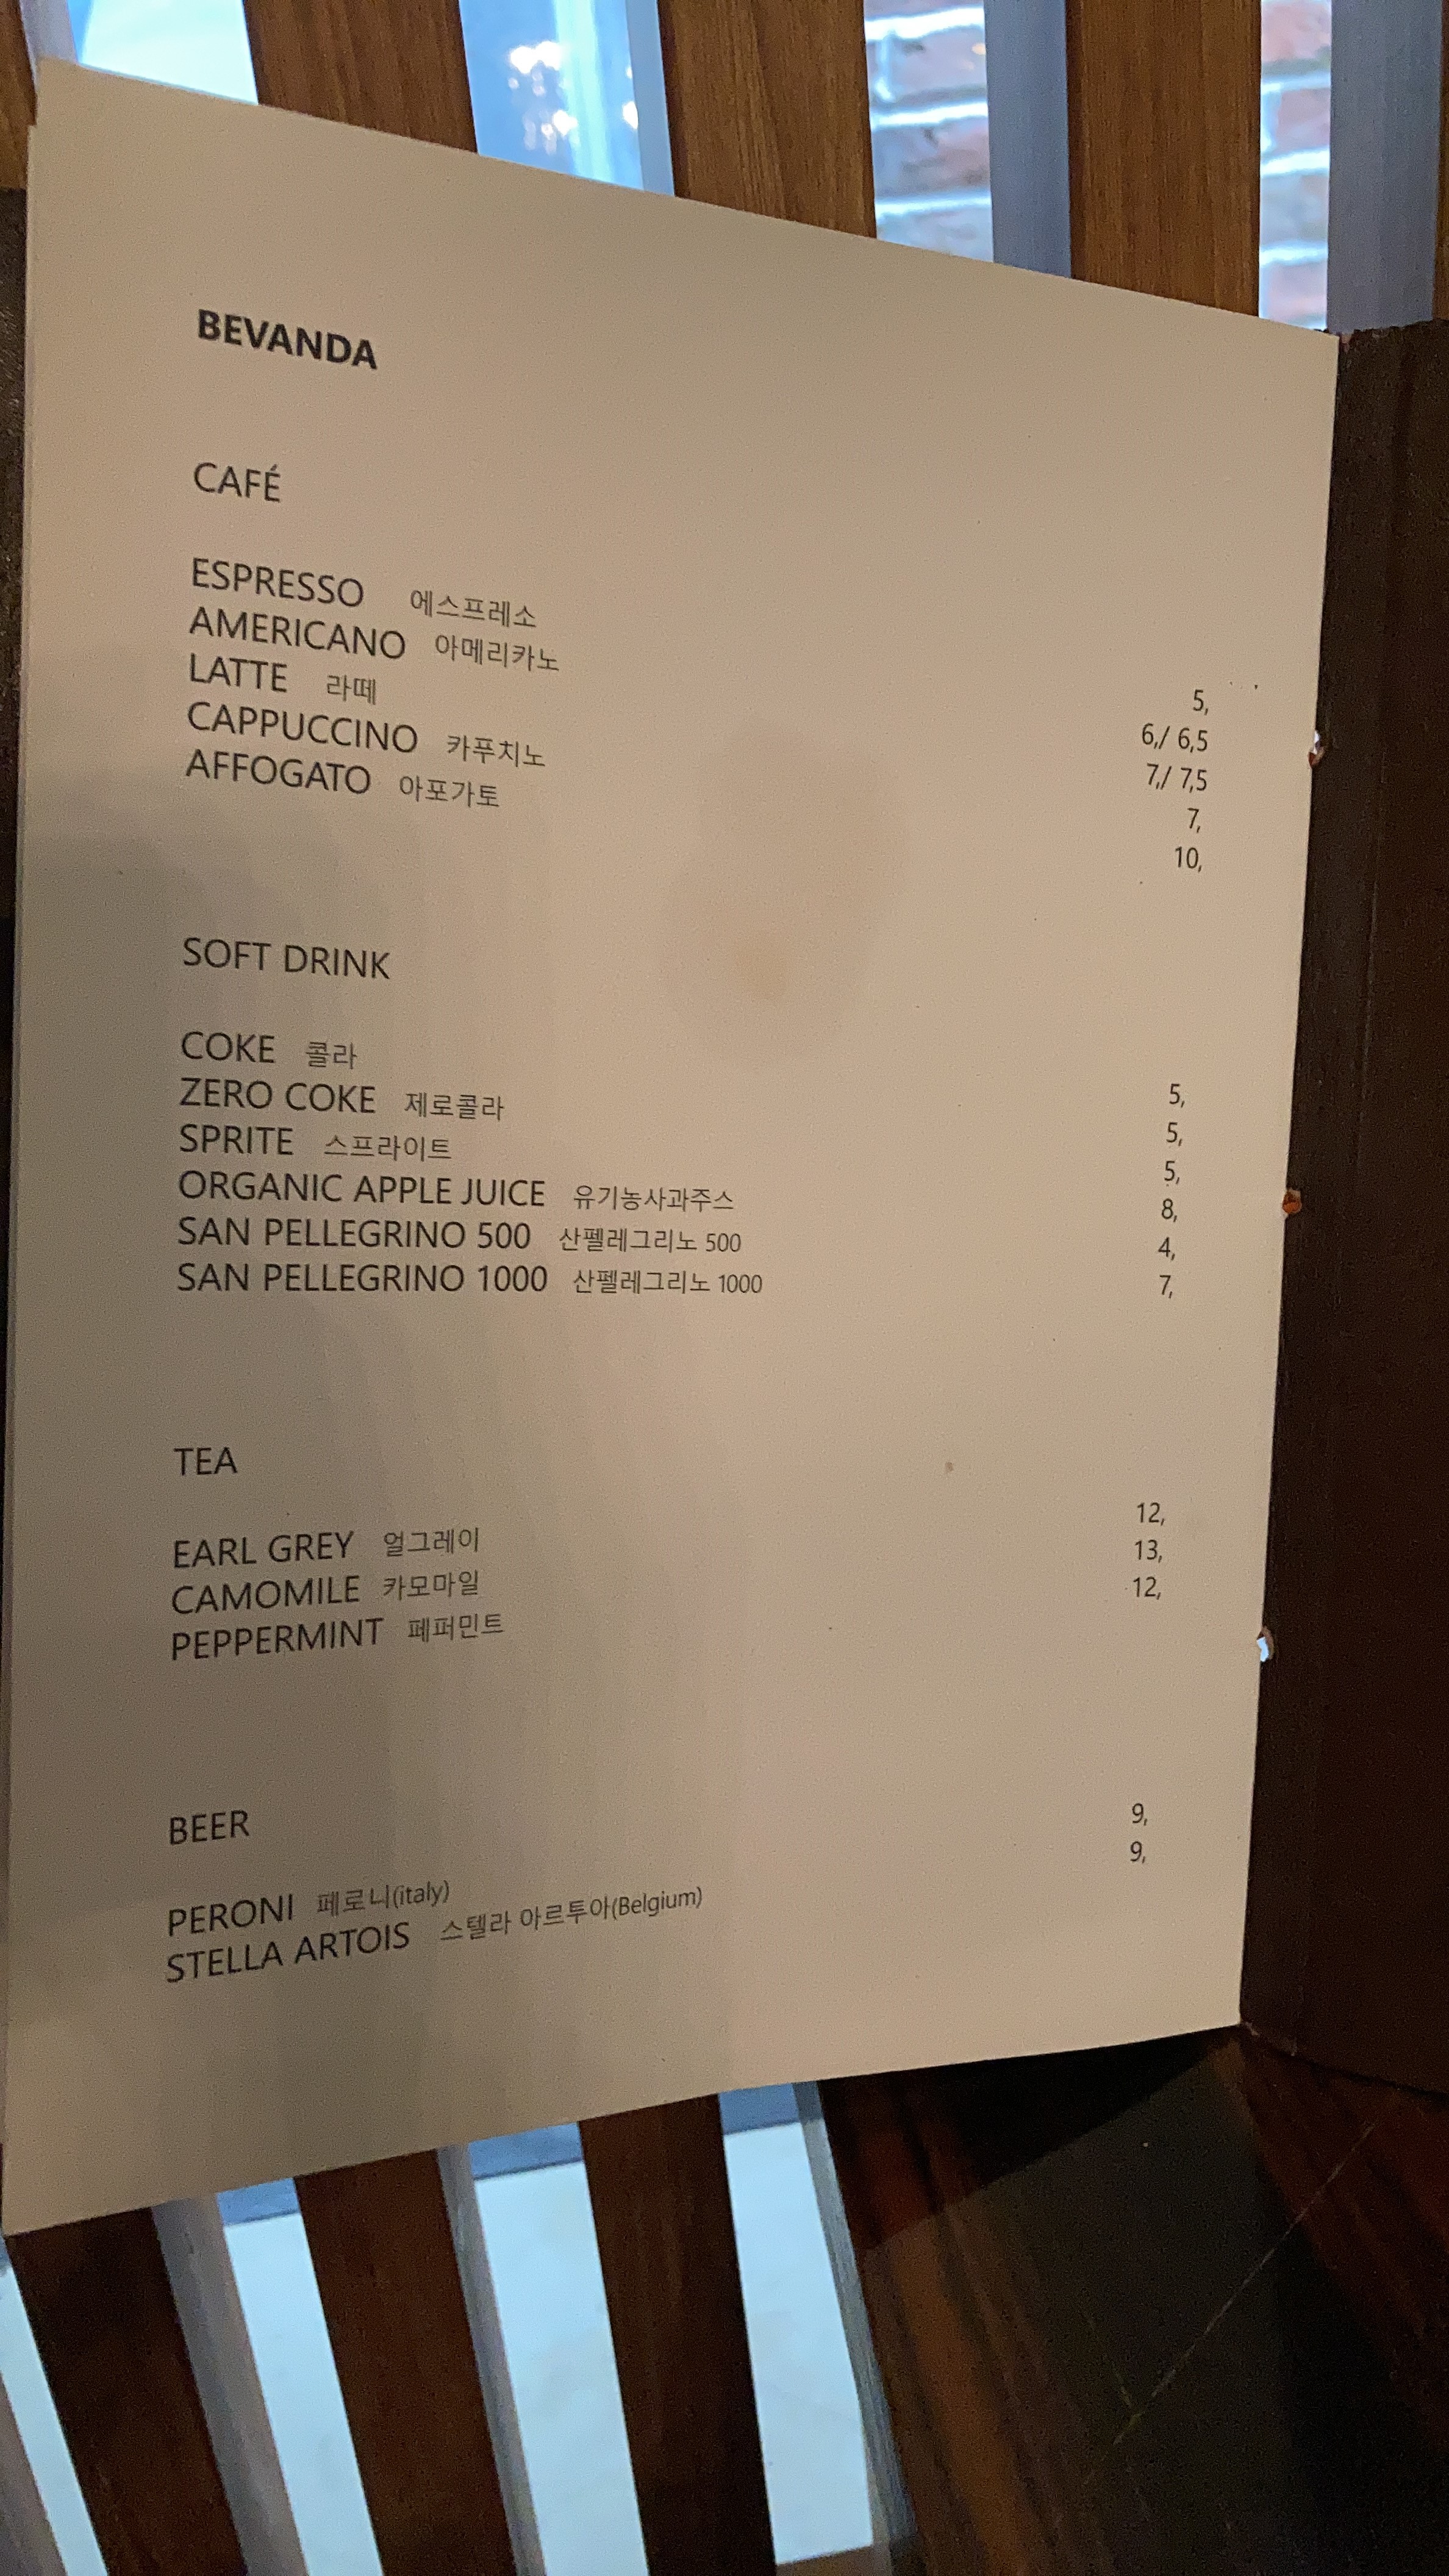 BEVANDA
CAFÉ
ESPRESSO 에스프레소 5,
AMERICANO 아메리카노 6,/ 6,5
LATTE 라떼 7,/ 7,5
CAPPUCCINO 카푸치노 7,
AFFOGATO 아포가토 10,
SOFT DRINK
COKE 콜라 5,
ZERO COKE 제로콜라 5,
SPRITE 스프라이트 5,
ORGANIC APPLE JUICE 유기농사과주스 8,
SAN PELLEGRINO 500 산펠레그리노 500 4,
SAN PELLEGRINO 1000 산펠레그리노 1000 7,
TEA
EARL GREY 얼그레이 12,
CAMOMILE 카모마일 13,
PEPPERMINT 페퍼민트 12,
BEER
PERONI 페로니(italy) 9,
STELLA ARTOIS 스텔라 아르투아(Belgium) 9,